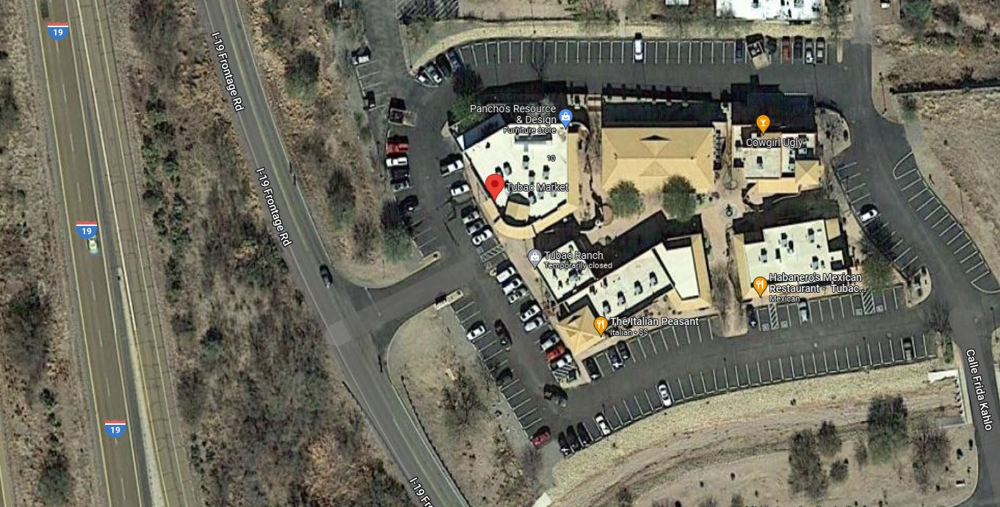 19
I-19 Frontage Rd
Pancho's Resource
& Design
Furniture store
10
Cowgirl Ugly
Tubac Market
I-19 Frontage Rd
19
Tubac Ranch
Temporarily closed
Habanero's Mexican
Restaurant - Tubac...
Mexican
The Italian Peasant
Italian • $$
Calle Frida Kahlo
19
I-19 Fro